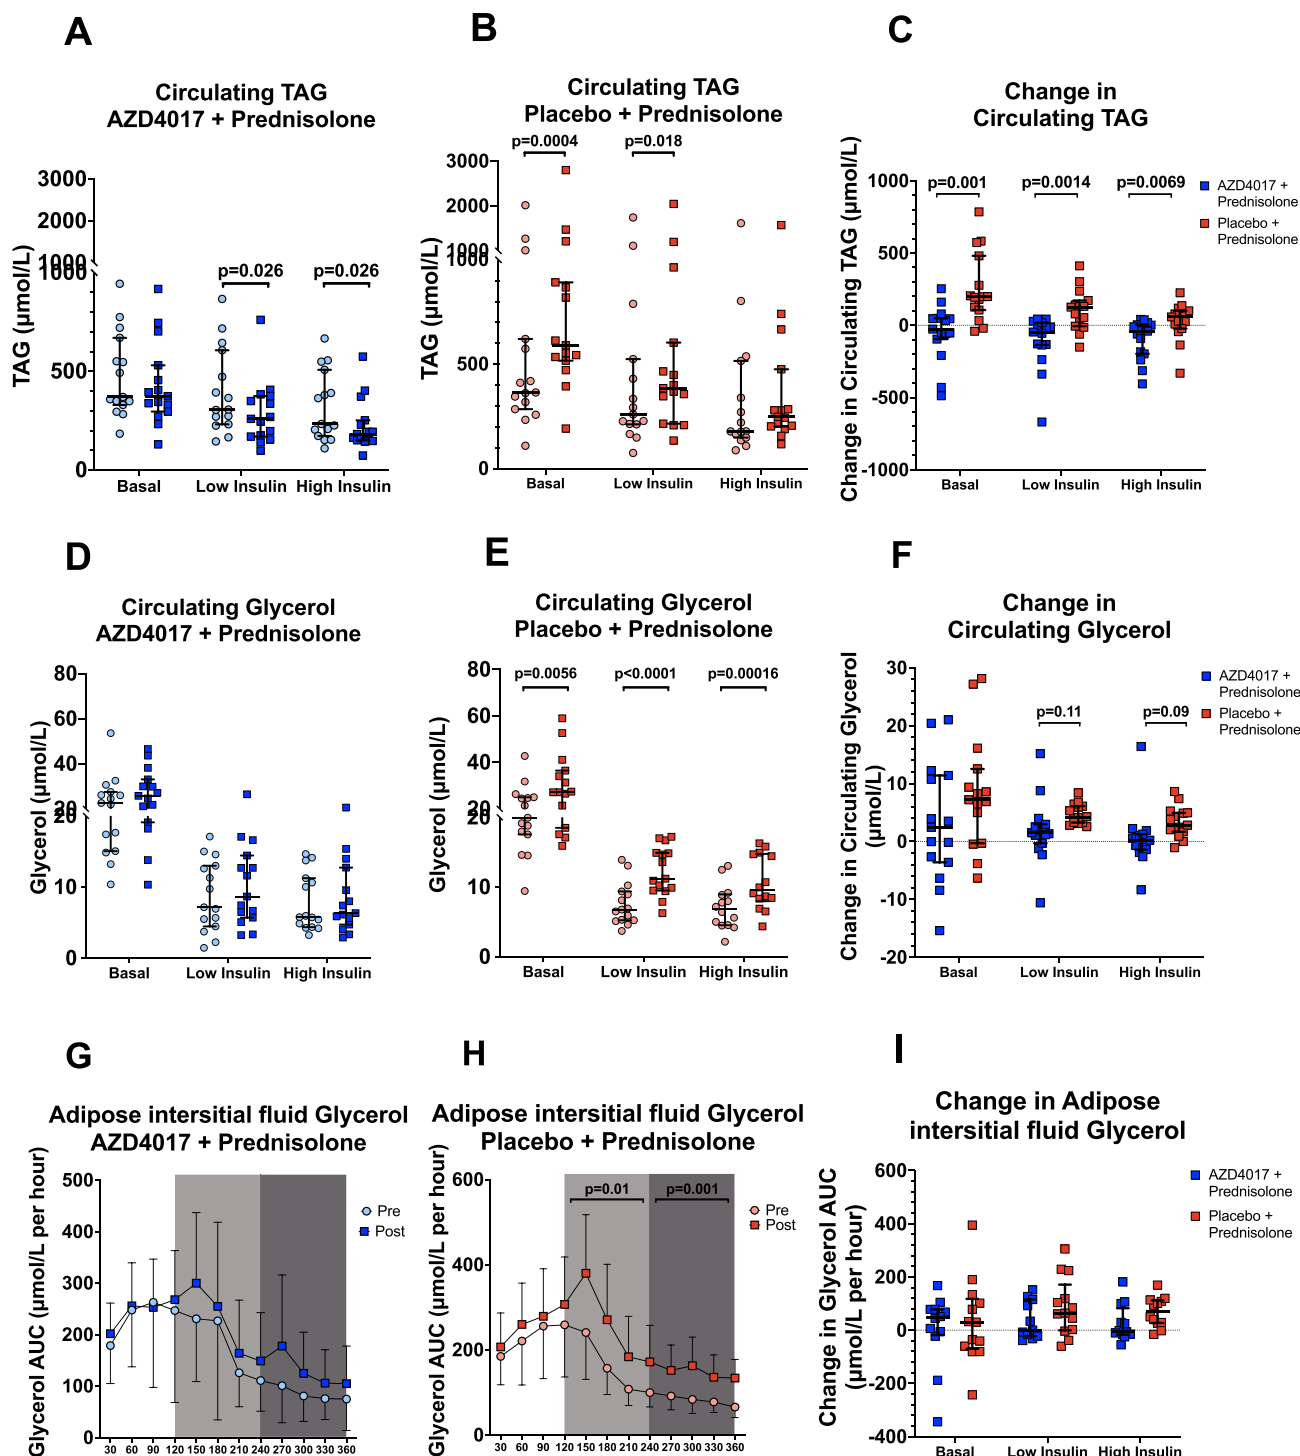 A
Circulating TAG
AZD4017 + Prednisolone
TAG (µmol/L)
3000
2000
1000
1000
500
0
p=0.026
p=0.026
Basal
Low Insulin
High Insulin
B
Circulating TAG
Placebo + Prednisolone
TAG (µmol/L)
3000
2000
1000
1000
500
0
p=0.0004
p=0.018
Basal
Low Insulin
High Insulin
C
Change in
Circulating TAG
Change in Circulating TAG (µmol/L)
1000
500
0
-500
-1000
p=0.001
p=0.0014
p=0.0069
AZD4017 +
Prednisolone
Placebo +
Prednisolone
Basal
Low Insulin
High Insulin
D
Circulating Glycerol
AZD4017 + Prednisolone
Glycerol (µmol/L)
80
60
40
20
20
10
0
Basal
Low Insulin
High Insulin
E
Circulating Glycerol
Placebo + Prednisolone
Glycerol (µmol/L)
80
60
40
20
20
10
0
p=0.0056
p<0.0001
p=0.00016
Basal
Low Insulin
High Insulin
F
Change in
Circulating Glycerol
Change in Circulating Glycerol
(µmol/L)
30
20
10
0
-10
-20
p=0.11
p=0.09
AZD4017 +
Prednisolone
Placebo +
Prednisolone
Basal
Low Insulin
High Insulin
G
Adipose intersitial fluid Glycerol
AZD4017 + Prednisolone
Glycerol AUC (µmol/L per hour)
500
400
300
200
100
0
Pre
Post
30 60 90 120 150 180 210 240 270 300 330 360
H
Adipose intersitial fluid Glycerol
Placebo + Prednisolone
Glycerol AUC (µmol/L per hour)
600
400
200
0
p=0.01
p=0.001
Pre
Post
30 60 90 120 150 180 210 240 270 300 330 360
I
Change in Adipose
intersitial fluid Glycerol
Change in Glycerol AUC
(µmol/L per hour)
600
400
200
0
-200
-400
AZD4017 +
Prednisolone
Placebo +
Prednisolone
Basal
Low Insulin
High Insulin